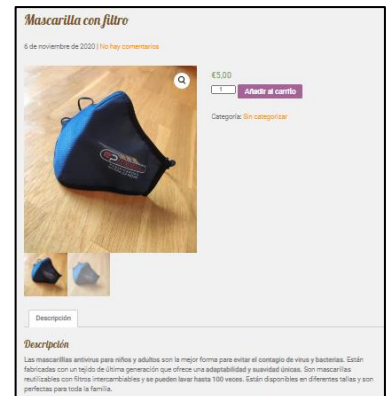 Mascarilla con filtro
6 de noviembre de 2020 | No hay comentarios
€5,00
1 Añadir al carrito
Categoría: Sin categorizar
Descripción
Descripción
Las mascarillas antivirus para niños y adultos son la mejor forma para evitar el contagio de virus y bacterias. Están
fabricadas con un tejido de última generación que ofrece una adaptabilidad y suavidad únicas. Son mascarillas
reutilizables con filtros intercambiables y se pueden lavar hasta 100 veces. Están disponibles en diferentes tallas y son
perfectas para toda la familia.